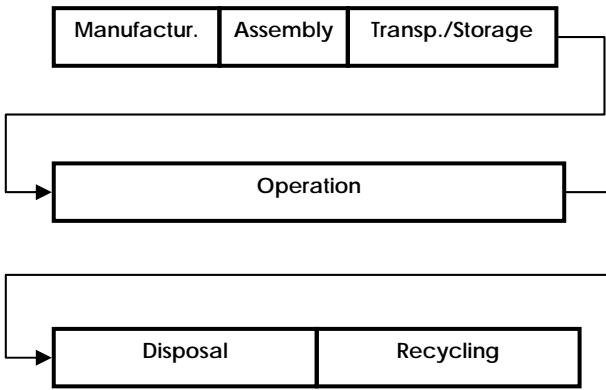 Manufactur. Assembly Transp./Storage
Operation
Disposal Recycling